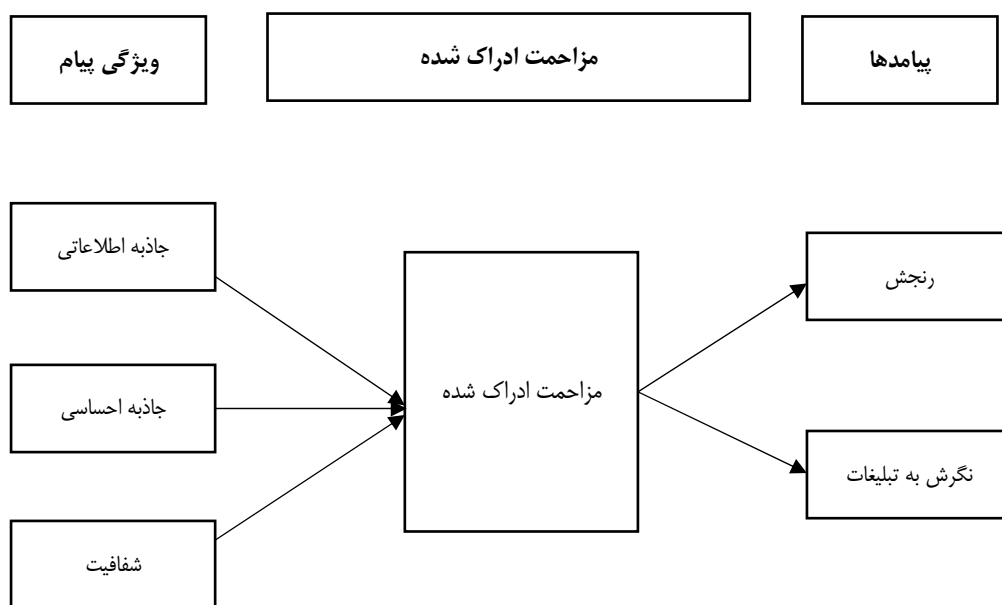 ویژگی پیام
مزاحمت ادراک شده
پیامدها
جاذبه اطلاعاتی
جاذبه احساسی
شفافیت
مزاحمت ادراک شده
رنجش
نگرش به تبلیغات